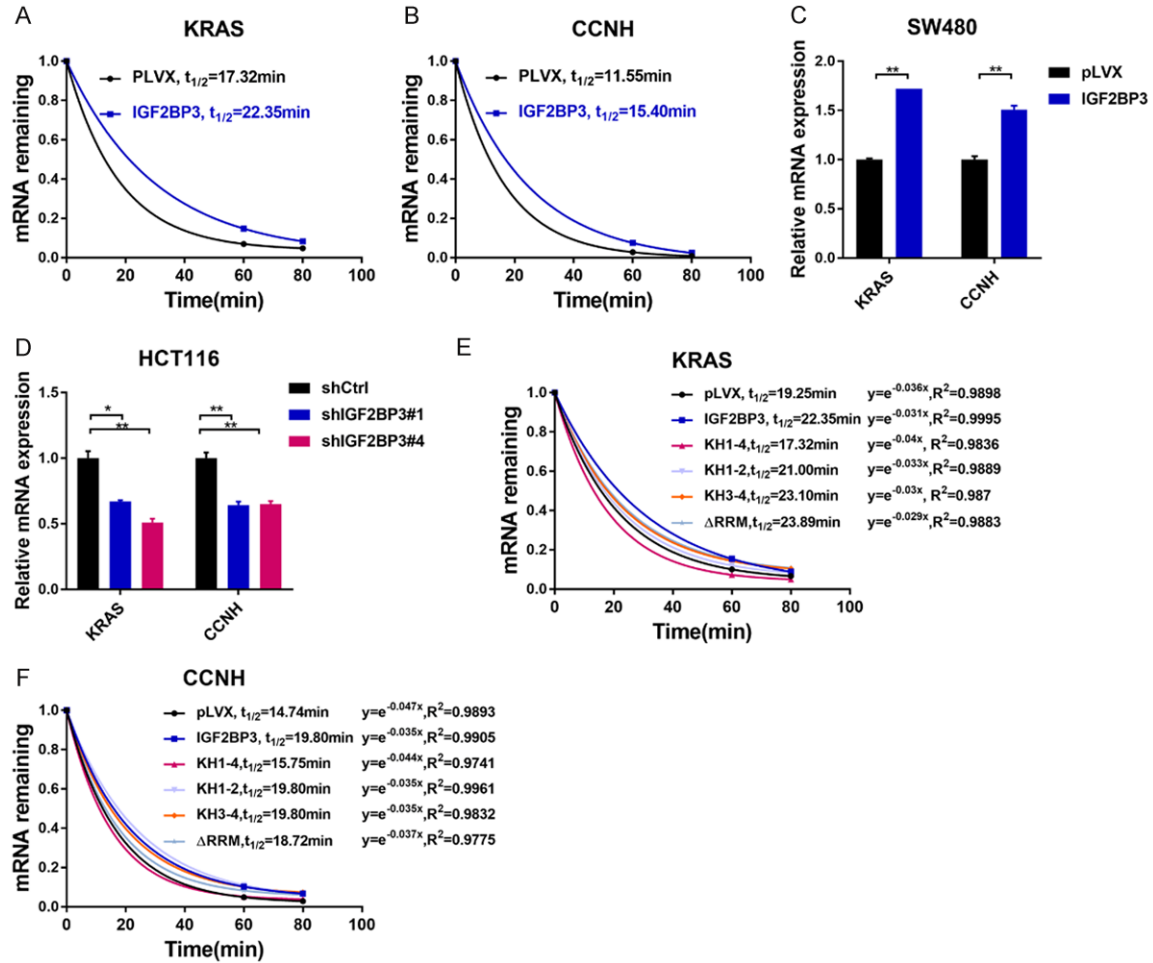 A
KRAS
mRNA remaining
1.0
0.8
0.6
0.4
0.2
0.0
PLVX, t1/2=17.32min
IGF2BP3, t1/2=22.35min
0 20 40 60 80 100
Time(min)
B
CCNH
mRNA remaining
1.0
0.8
0.6
0.4
0.2
0.0
PLVX, t1/2=11.55min
IGF2BP3, t1/2=15.40min
0 20 40 60 80 100
Time(min)
C
SW480
Relative mRNA expression
2.0
1.5
1.0
0.5
0.0
** **
pLVX
IGF2BP3
KRAS
CCNH
D
HCT116
Relative mRNA expression
1.5
1.0
0.5
0.0
* **
** **
shCtrl
shIGF2BP3#1
shIGF2BP3#4
KRAS
CCNH
E
KRAS
mRNA remaining
1.0
0.8
0.6
0.4
0.2
0.0
pLVX, t1/2=19.25min y=e-0.036x,R2=0.9898
IGF2BP3, t1/2=22.35min y=e-0.031x,R2=0.9995
KH1-4,t1/2=17.32min y=e-0.04x, R2=0.9836
KH1-2,t1/2=21.00min y=e-0.033x,R2=0.9889
KH3-4,t1/2=23.10min y=e-0.03x, R2=0.987
ΔRRM,t1/2=23.89min y=e-0.029x,R2=0.9883
0 20 40 60 80 100
Time(min)
F
CCNH
mRNA remaining
1.0
0.8
0.6
0.4
0.2
0.0
pLVX, t1/2=14.74min y=e-0.047x,R2=0.9893
IGF2BP3, t1/2=19.80min y=e-0.035x,R2=0.9905
KH1-4,t1/2=15.75min y=e-0.044x,R2=0.9741
KH1-2,t1/2=19.80min y=e-0.035x,R2=0.9961
KH3-4,t1/2=19.80min y=e-0.035x,R2=0.9832
ΔRRM,t1/2=18.72min y=e-0.037x,R2=0.9775
0 20 40 60 80 100
Time(min)